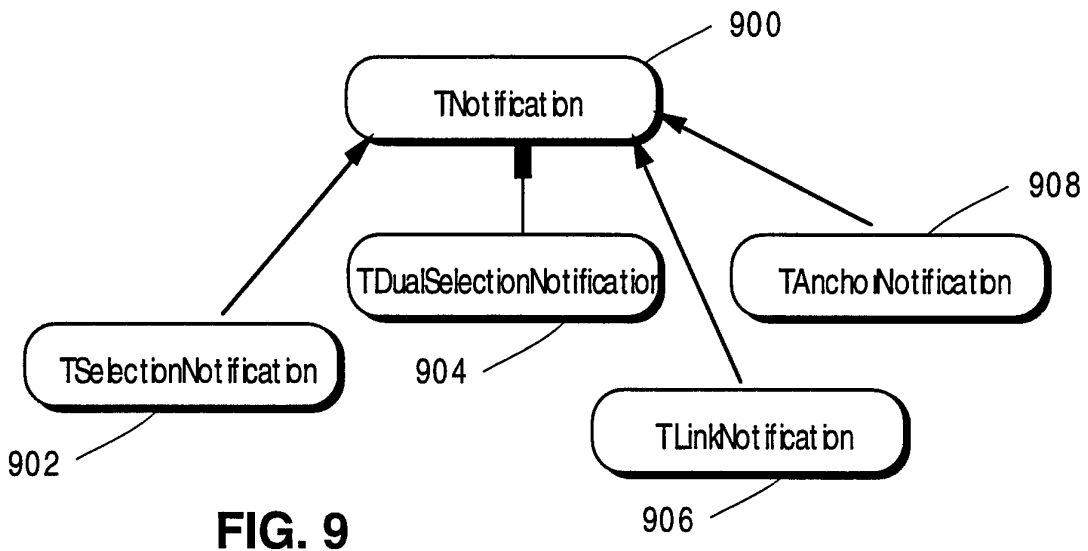 900
TNotification
908
TDualSelectionNotification
TAnchorNotification
TSelectionNotification
904
TLinkNotification
902
906
FIG. 9